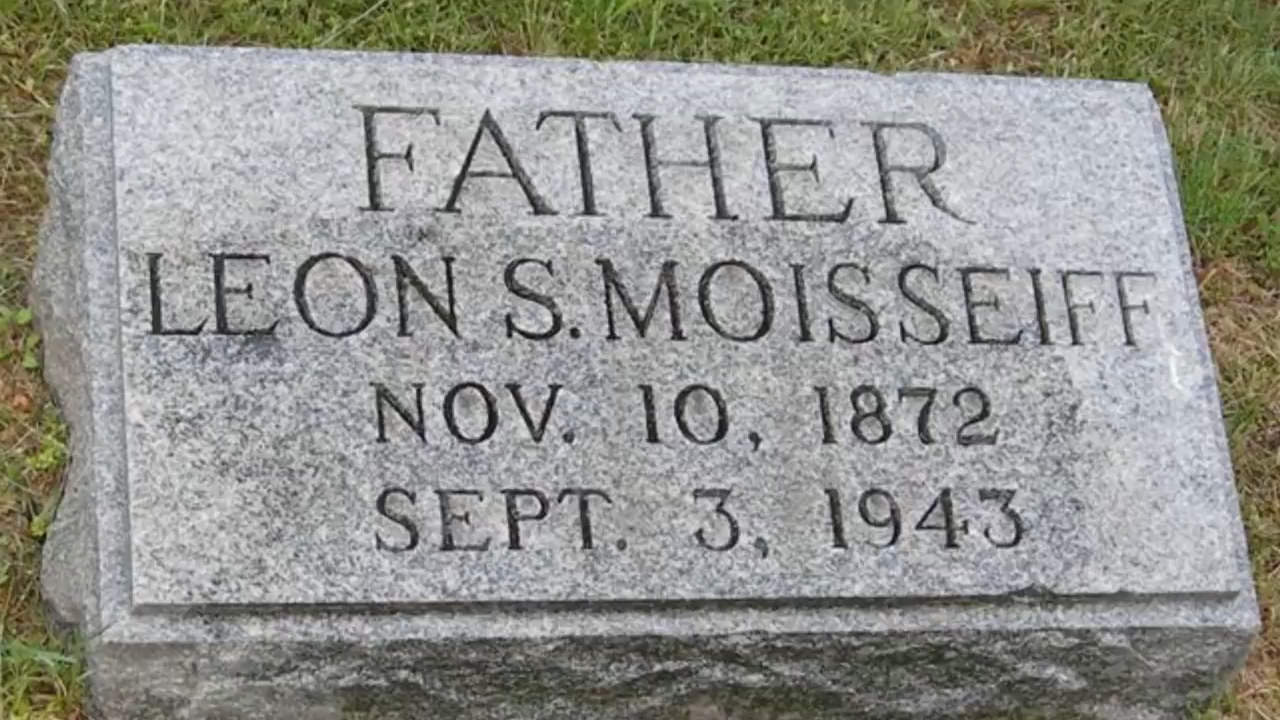 FATHER
LEON S. MOISSEIFF
NOV. 10, 1872
SEPT. 3, 1943